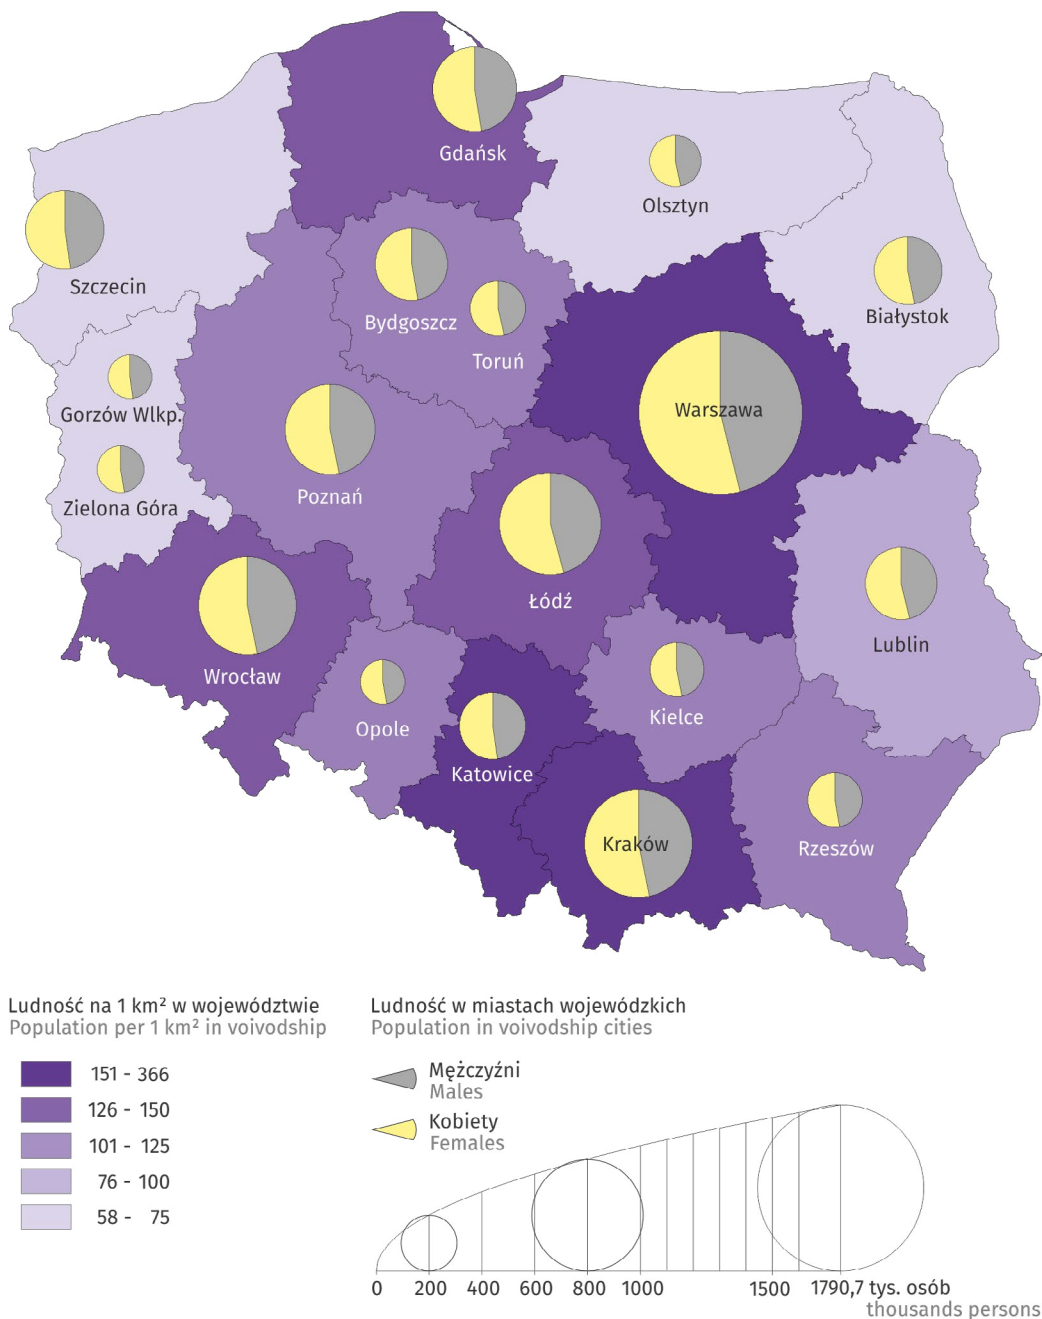 Gdańsk
Olsztyn
Szczecin
Białystok
Bydgoszcz
Toruń
Gorzów Wlkp.
Warszawa
Poznań
Zielona Góra
Łódź
Lublin
Wrocław
Kielce
Opole
Katowice
Kraków
Rzeszów
Ludność na 1 km² w województwie
Population per 1 km² in voivodship
151 - 366
126 - 150
101 - 125
76 - 100
58 - 75
Ludność w miastach wojewódzkich
Population in voivodship cities
Mężczyźni
Males
Kobiety
Females
0 200 400 600 800 1000 1500 1790,7 tys. osób
thousands persons